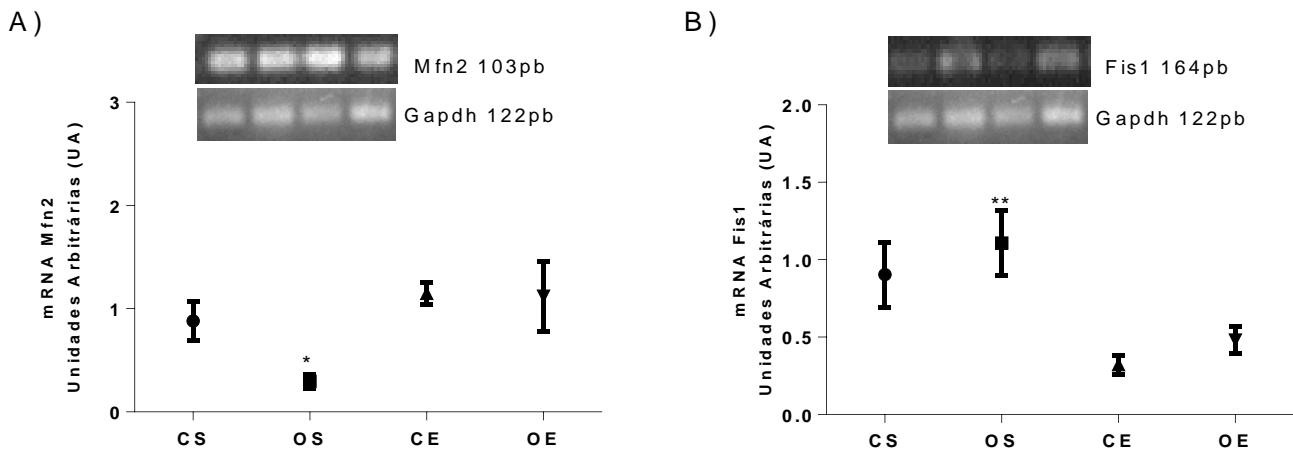 A)
Mfn2 103pb
Gapdh 122pb
mRNA Mfn2
Unidades Arbitrárias (UA)
3
2
1
0
*
CS OS CE OE
B)
Fis1 164pb
Gapdh 122pb
mRNA Fis1
Unidades Arbitrárias (UA)
2.0
1.5
1.0
0.5
0.0
**
CS OS CE OE